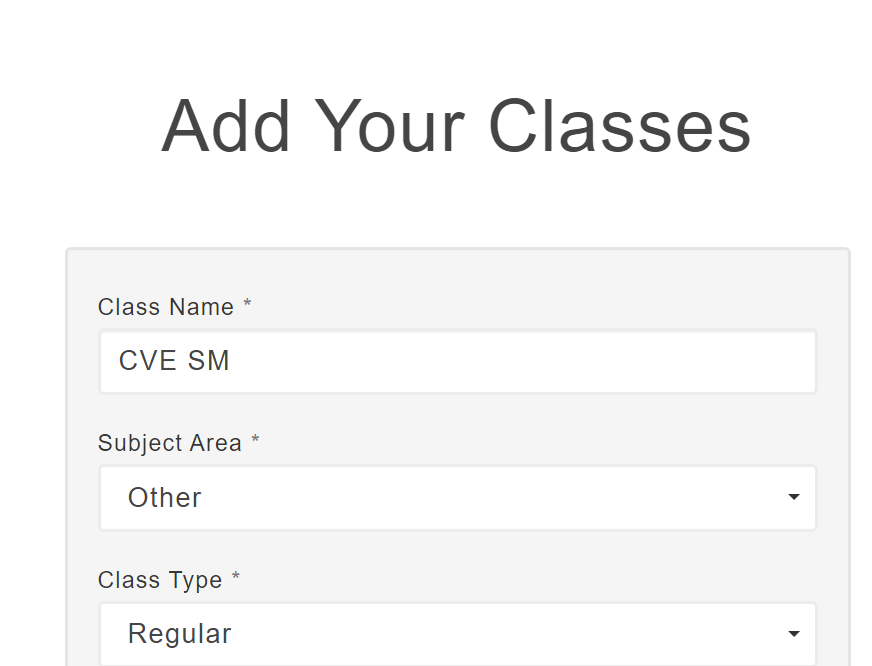 Add Your Classes
Class Name *
CVE SM
Subject Area *
Other
Class Type *
Regular